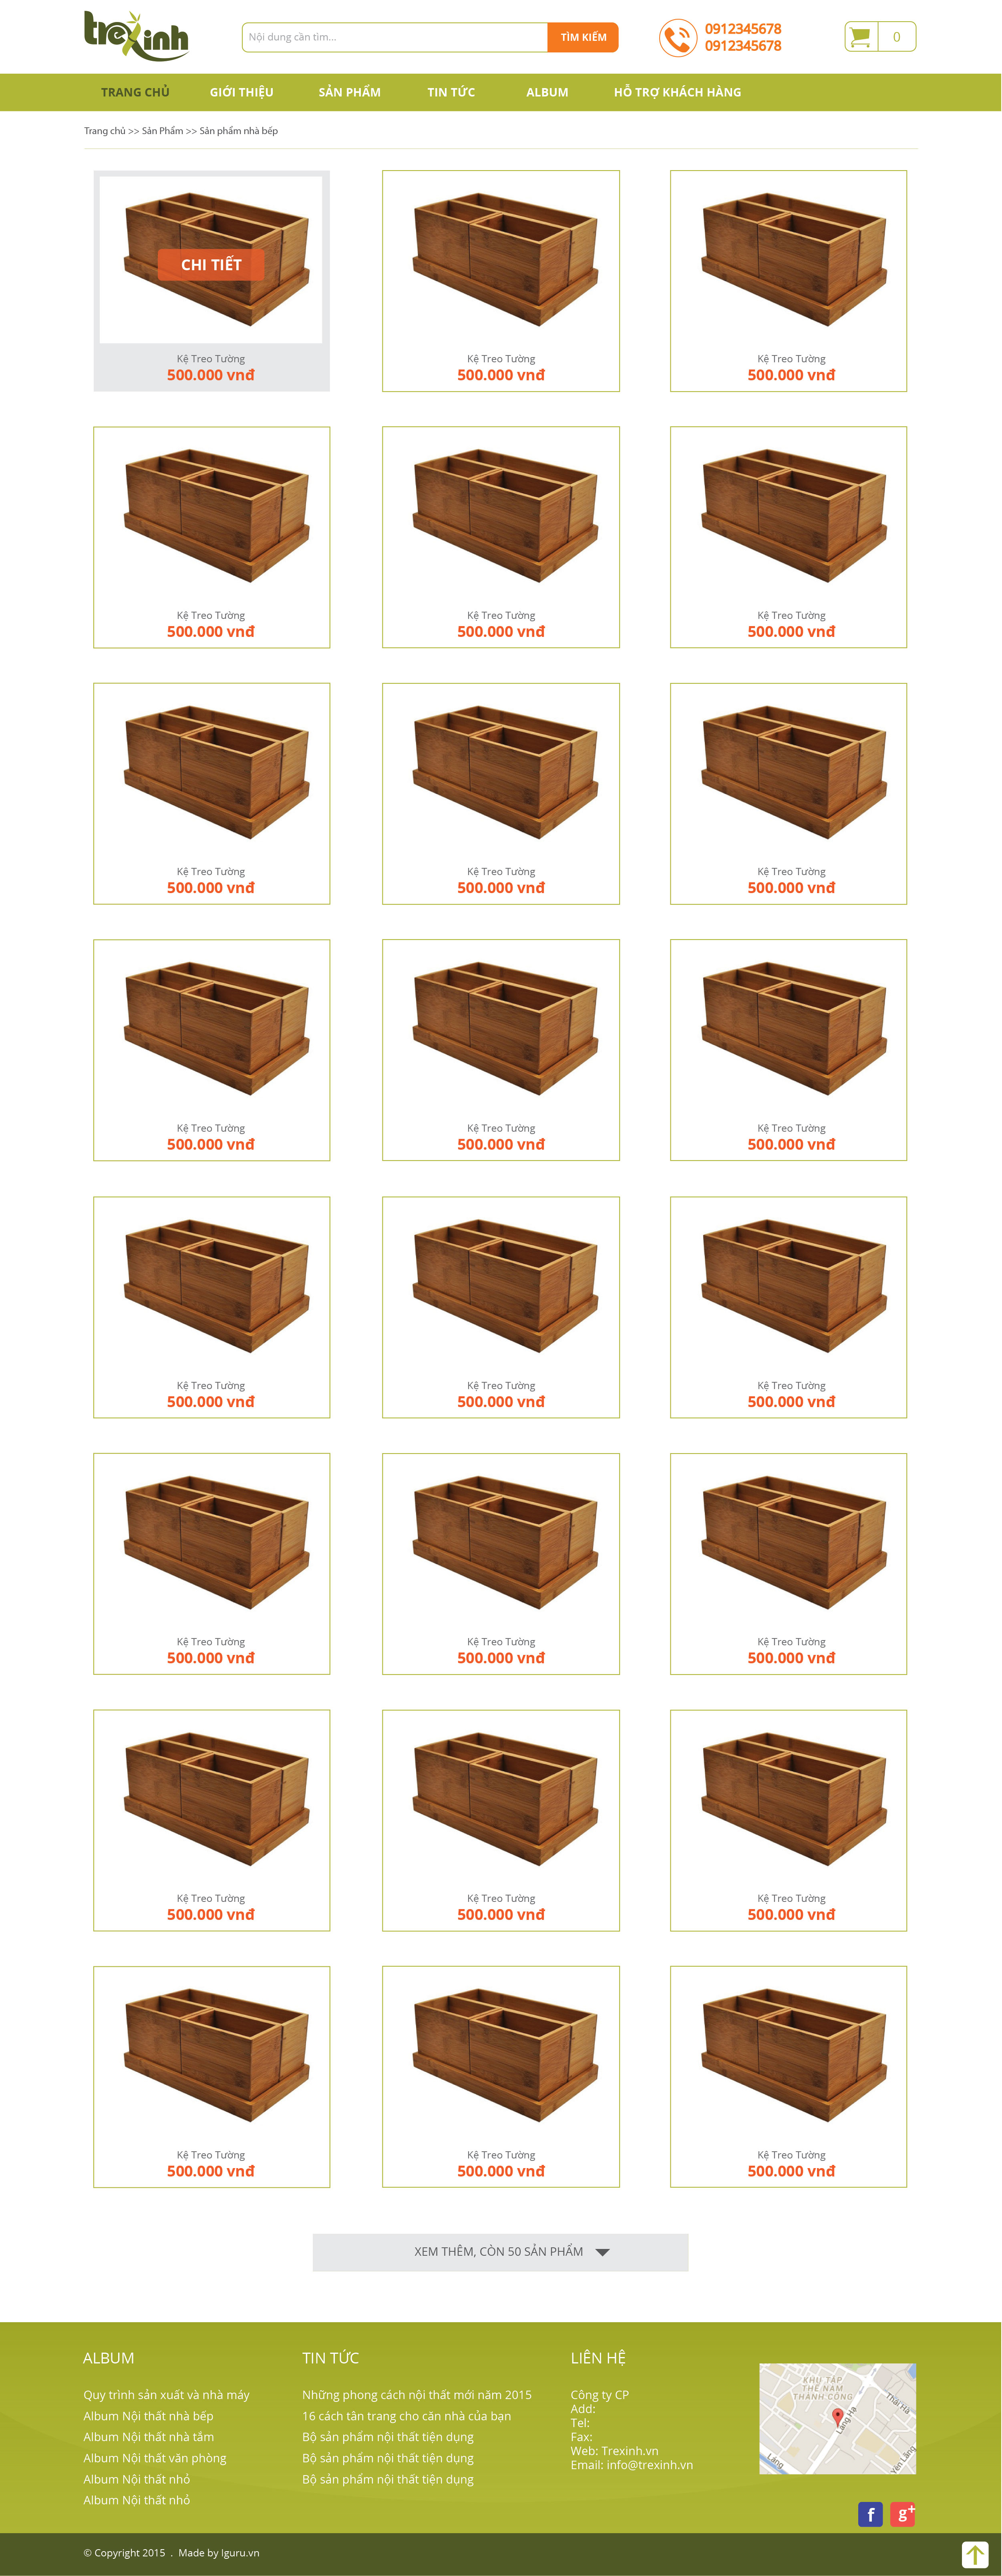 trexinh
Nội dung cần tìm...
TÌM KIẾM
0912345678
0912345678
0
TRANG CHỦ GIỚI THIỆU SẢN PHẨM TIN TỨC ALBUM HỖ TRỢ KHÁCH HÀNG
Trang chủ >> Sản Phẩm >> Sản phẩm nhà bếp
CHI TIẾT
Kệ Treo Tường Kệ Treo Tường Kệ Treo Tường
500.000 vnđ 500.000 vnđ 500.000 vnđ
Kệ Treo Tường Kệ Treo Tường Kệ Treo Tường
500.000 vnđ 500.000 vnđ 500.000 vnđ
Kệ Treo Tường Kệ Treo Tường Kệ Treo Tường
500.000 vnđ 500.000 vnđ 500.000 vnđ
Kệ Treo Tường Kệ Treo Tường Kệ Treo Tường
500.000 vnđ 500.000 vnđ 500.000 vnđ
Kệ Treo Tường Kệ Treo Tường Kệ Treo Tường
500.000 vnđ 500.000 vnđ 500.000 vnđ
Kệ Treo Tường Kệ Treo Tường Kệ Treo Tường
500.000 vnđ 500.000 vnđ 500.000 vnđ
Kệ Treo Tường Kệ Treo Tường Kệ Treo Tường
500.000 vnđ 500.000 vnđ 500.000 vnđ
Kệ Treo Tường Kệ Treo Tường Kệ Treo Tường
500.000 vnđ 500.000 vnđ 500.000 vnđ
XEM THÊM, CÒN 50 SẢN PHẨM
ALBUM
Quy trình sản xuất và nhà máy
Album Nội thất nhà bếp
Album Nội thất nhà tắm
Album Nội thất văn phòng
Album Nội thất nhỏ
Album Nội thất nhỏ
TIN TỨC
Những phong cách nội thất mới năm 2015
16 cách tân trang cho căn nhà của bạn
Bộ sản phẩm nội thất tiện dụng
Bộ sản phẩm nội thất tiện dụng
Bộ sản phẩm nội thất tiện dụng
LIÊN HỆ
Công ty CP
Add:
Tel:
Fax:
Web: Trexinh.vn
Email: info@trexinh.vn
KHU TẬP
THỂ NAM
THÀNH CÔNG
Thái Hà
Láng Hạ
Láng
Yên Lãng
f
g+
© Copyright 2015 . Made by Iguru.vn